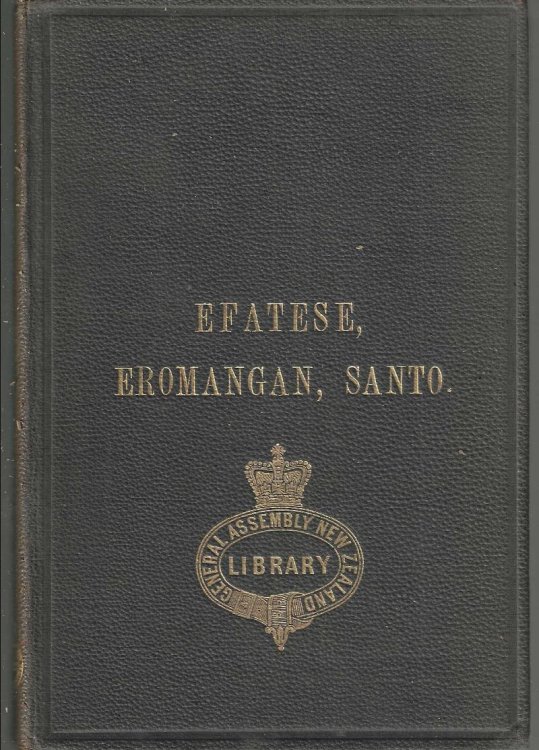 EFATESE,
EROMANGAN, SANTO.
GENERAL ASSEMBLY NEW ZEALAND
LIBRARY